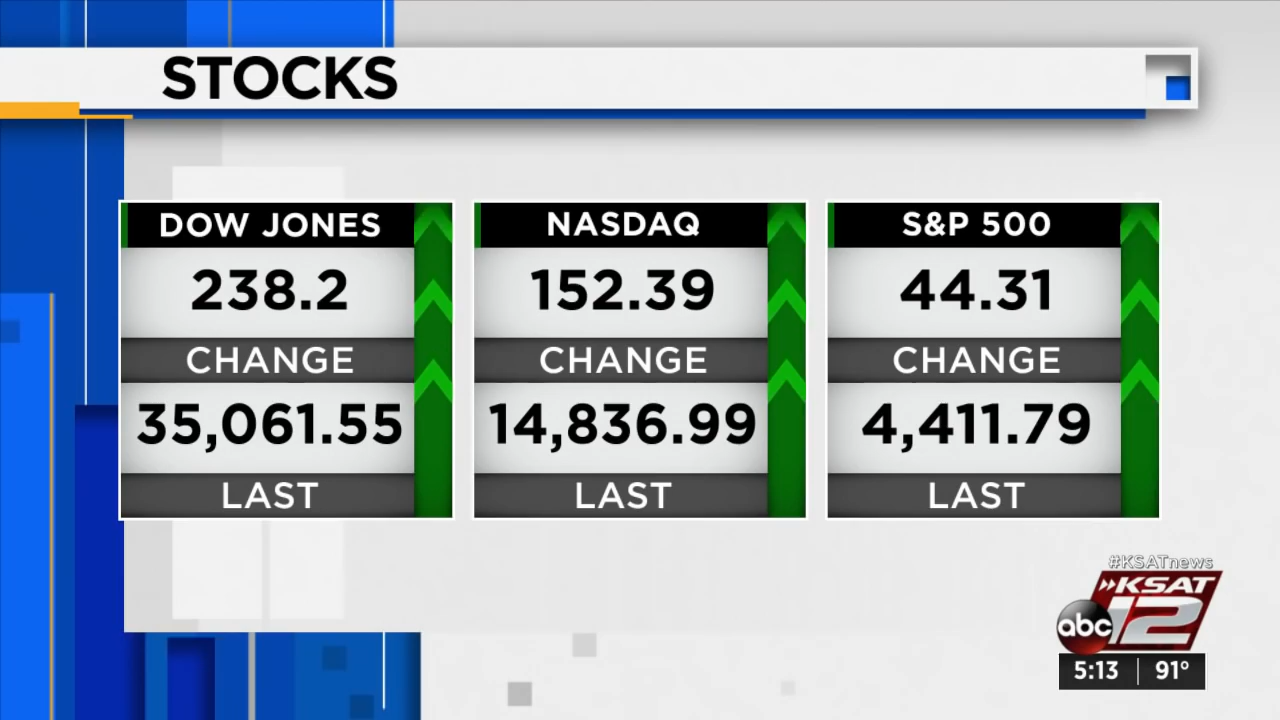 STOCKS
DOW JONES
238.2
CHANGE
35,061.55
LAST
NASDAQ
152.39
CHANGE
14,836.99
LAST
S&P 500
44.31
CHANGE
4,411.79
LAST
#KSATnews
KSAT
abc 12
5:13 91°